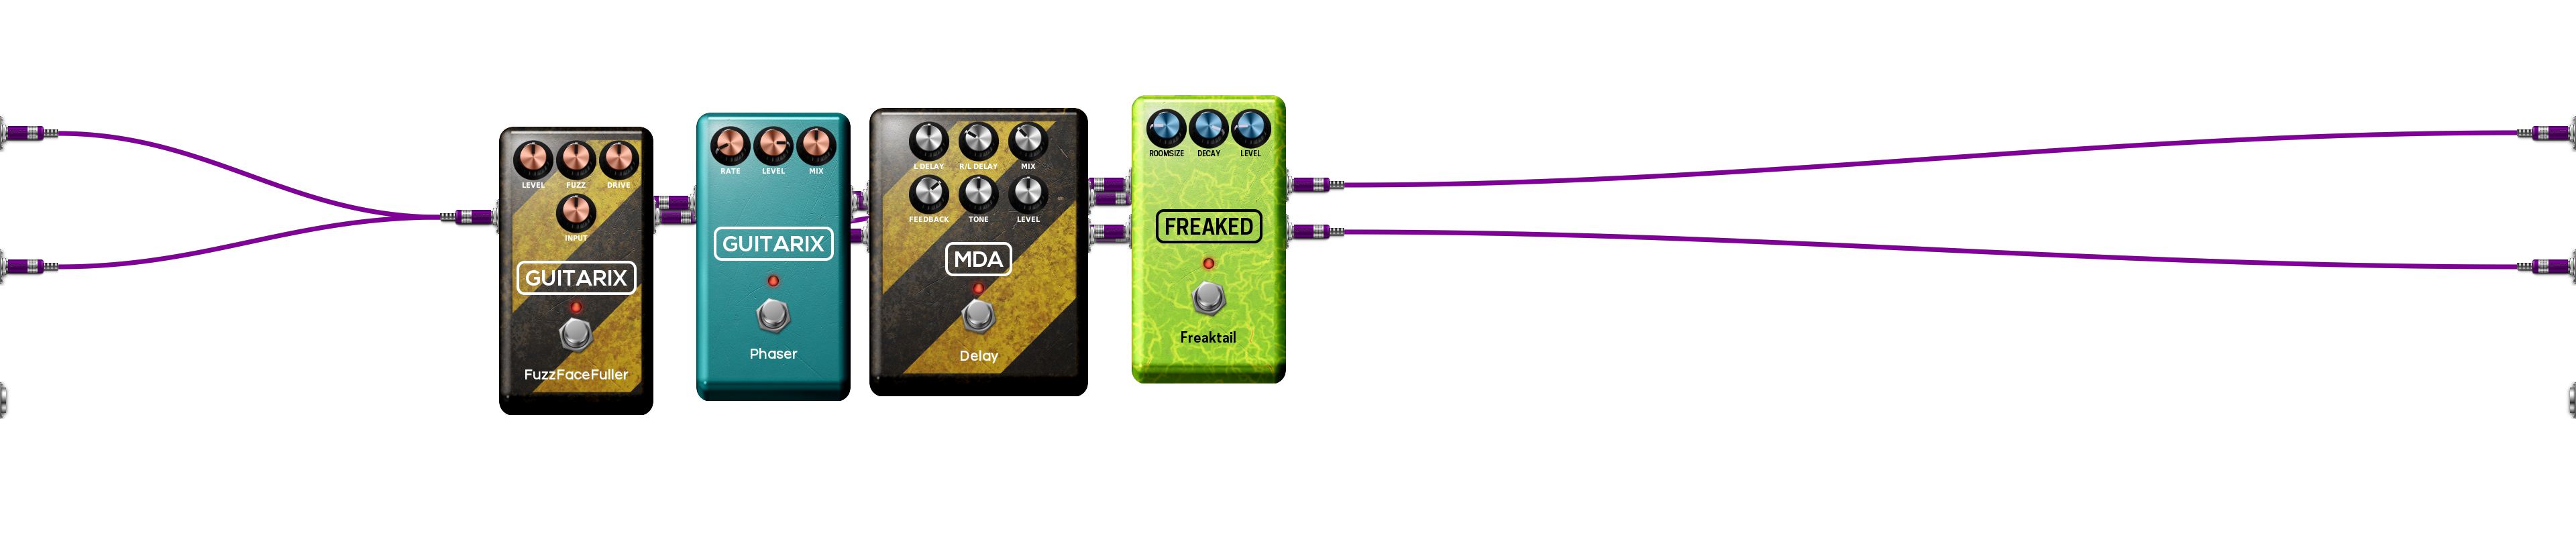 LEVEL FUZZ DRIVE
INPUT
GUITARIX
FuzzFaceFuller
RATE LEVEL MIX
GUITARIX
Phaser
L DELAY R/L DELAY MIX
FEEDBACK TONE LEVEL
MDA
Delay
ROOMSIZE DECAY LEVEL
FREAKED
Freaktail